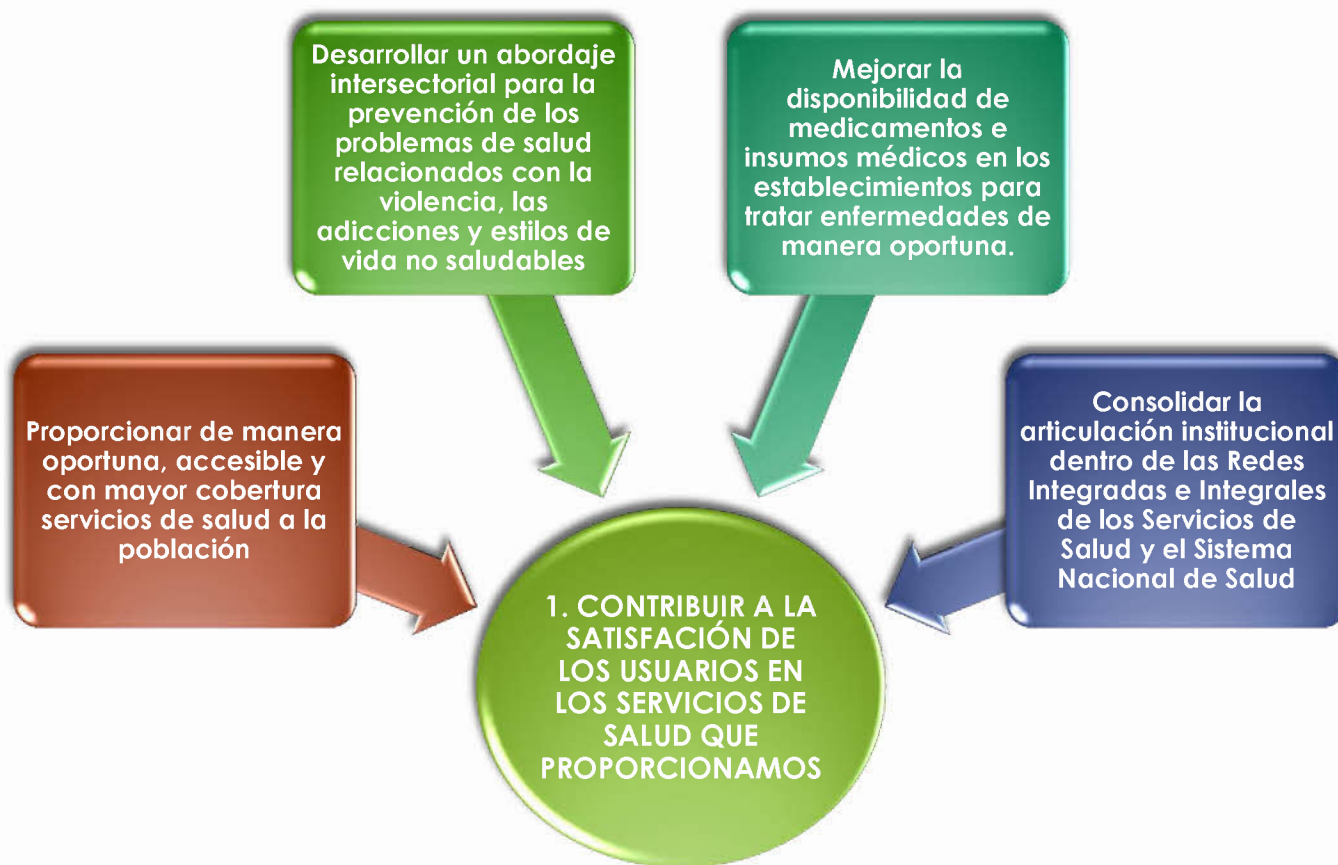 Desarrollar un abordaje
intersectorial para la
prevención de los
problemas de salud
relacionados con la
violencia, las
adicciones y estilos de
vida no saludables
Mejorar la
disponibilidad de
medicamentos e
insumos médicos en los
establecimientos para
tratar enfermedades de
manera oportuna.
Proporcionar de manera
oportuna, accesible y
con mayor cobertura
servicios de salud a la
población
Consolidar la
articulación institucional
dentro de las Redes
Integradas e Integrales
de los Servicios de
Salud y el Sistema
Nacional de Salud
1. CONTRIBUIR A LA
SATISFACCIÓN DE
LOS USUARIOS EN
LOS SERVICIOS DE
SALUD QUE
PROPORCIONAMOS